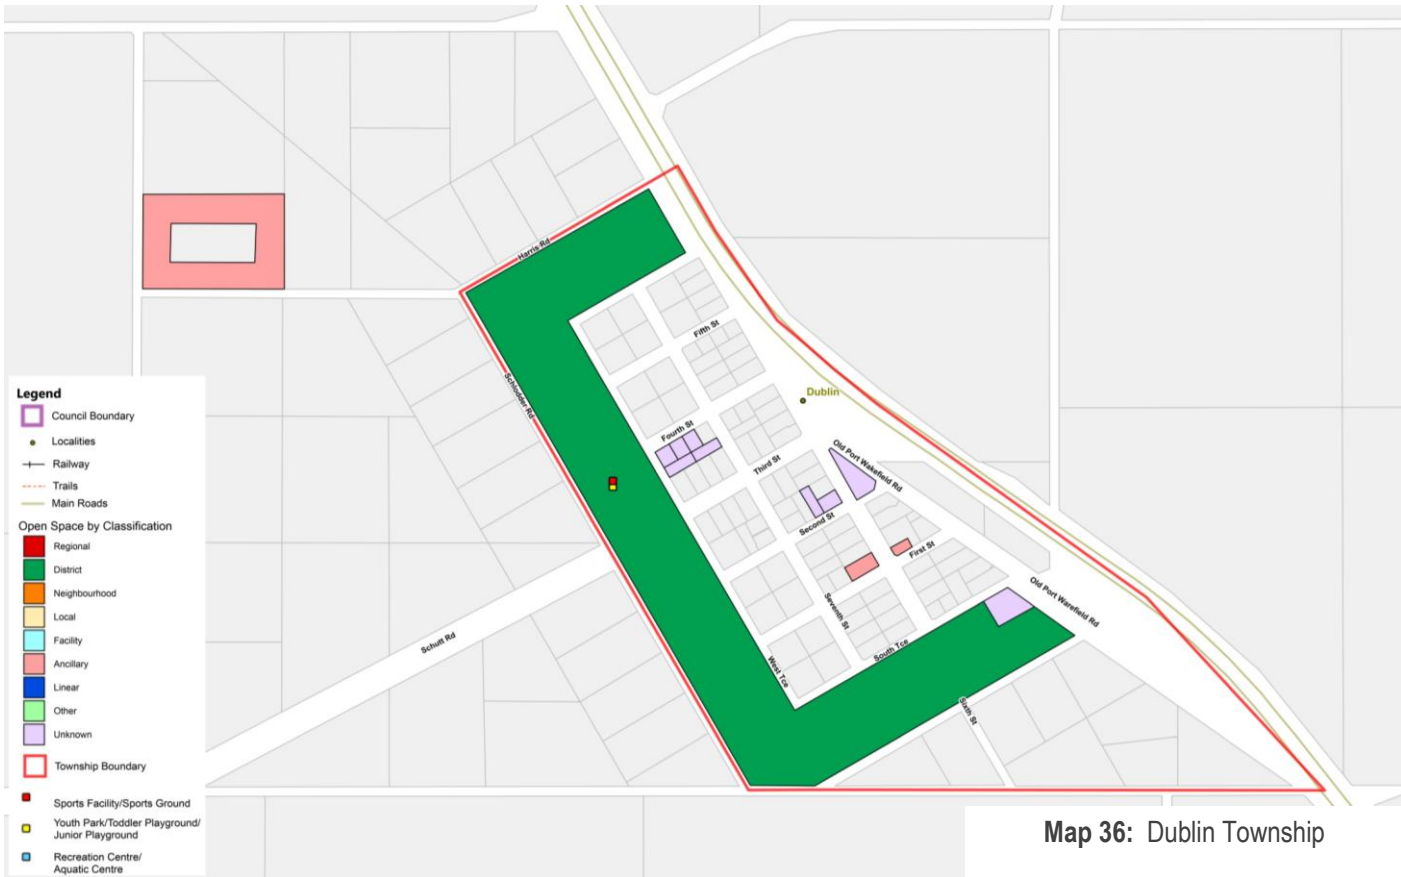 Harris Rd
Schlodder Rd
Fifth St
Dublin
Fourth St
Third St
Old Port Wakefield Rd
Second St
First St
Old Port Warefield Rd
Seventh St
South Tce
West Tce
Sixth St
Schutt Rd
Legend
Council Boundary
Localities
Railway
Trails
Main Roads
Open Space by Classification
Regional
District
Neighbourhood
Local
Facility
Ancillary
Linear
Other
Unknown
Township Boundary
Sports Facility/Sports Ground
Youth Park/Toddler Playground/
Junior Playground
Recreation Centre/
Aquatic Centre
Map 36: Dublin Township